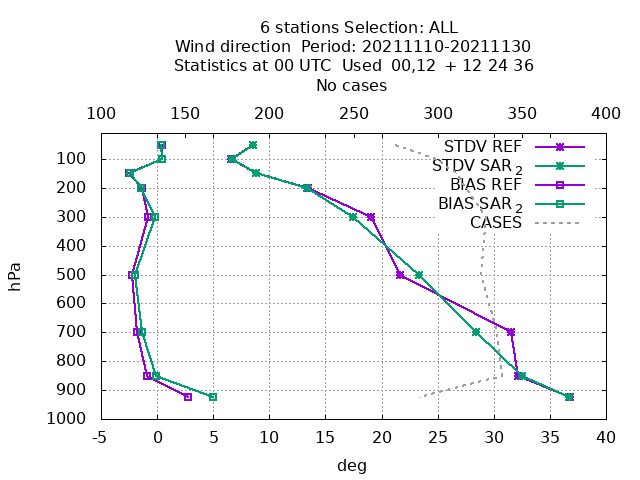 6 stations Selection: ALL
Wind direction  Period: 20211110-20211130
Statistics at 00 UTC  Used  00,12  + 12 24 36
No cases
100 150 200 250 300 350 400
STDV REF
STDV SAR 2
BIAS REF
BIAS SAR 2
CASES
hPa
100
200
300
400
500
600
700
800
900
1000
-5 0 5 10 15 20 25 30 35 40
deg